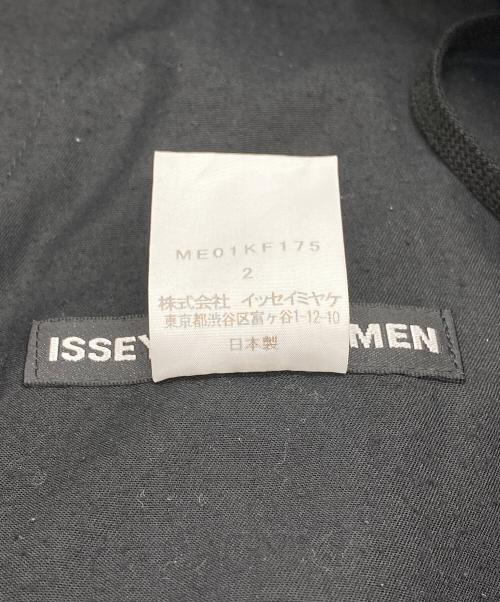 ME01KF175
2
株式会社 イッセイミヤケ
東京都渋谷区富ヶ谷1-12-10
日本製
ISSEY MEN